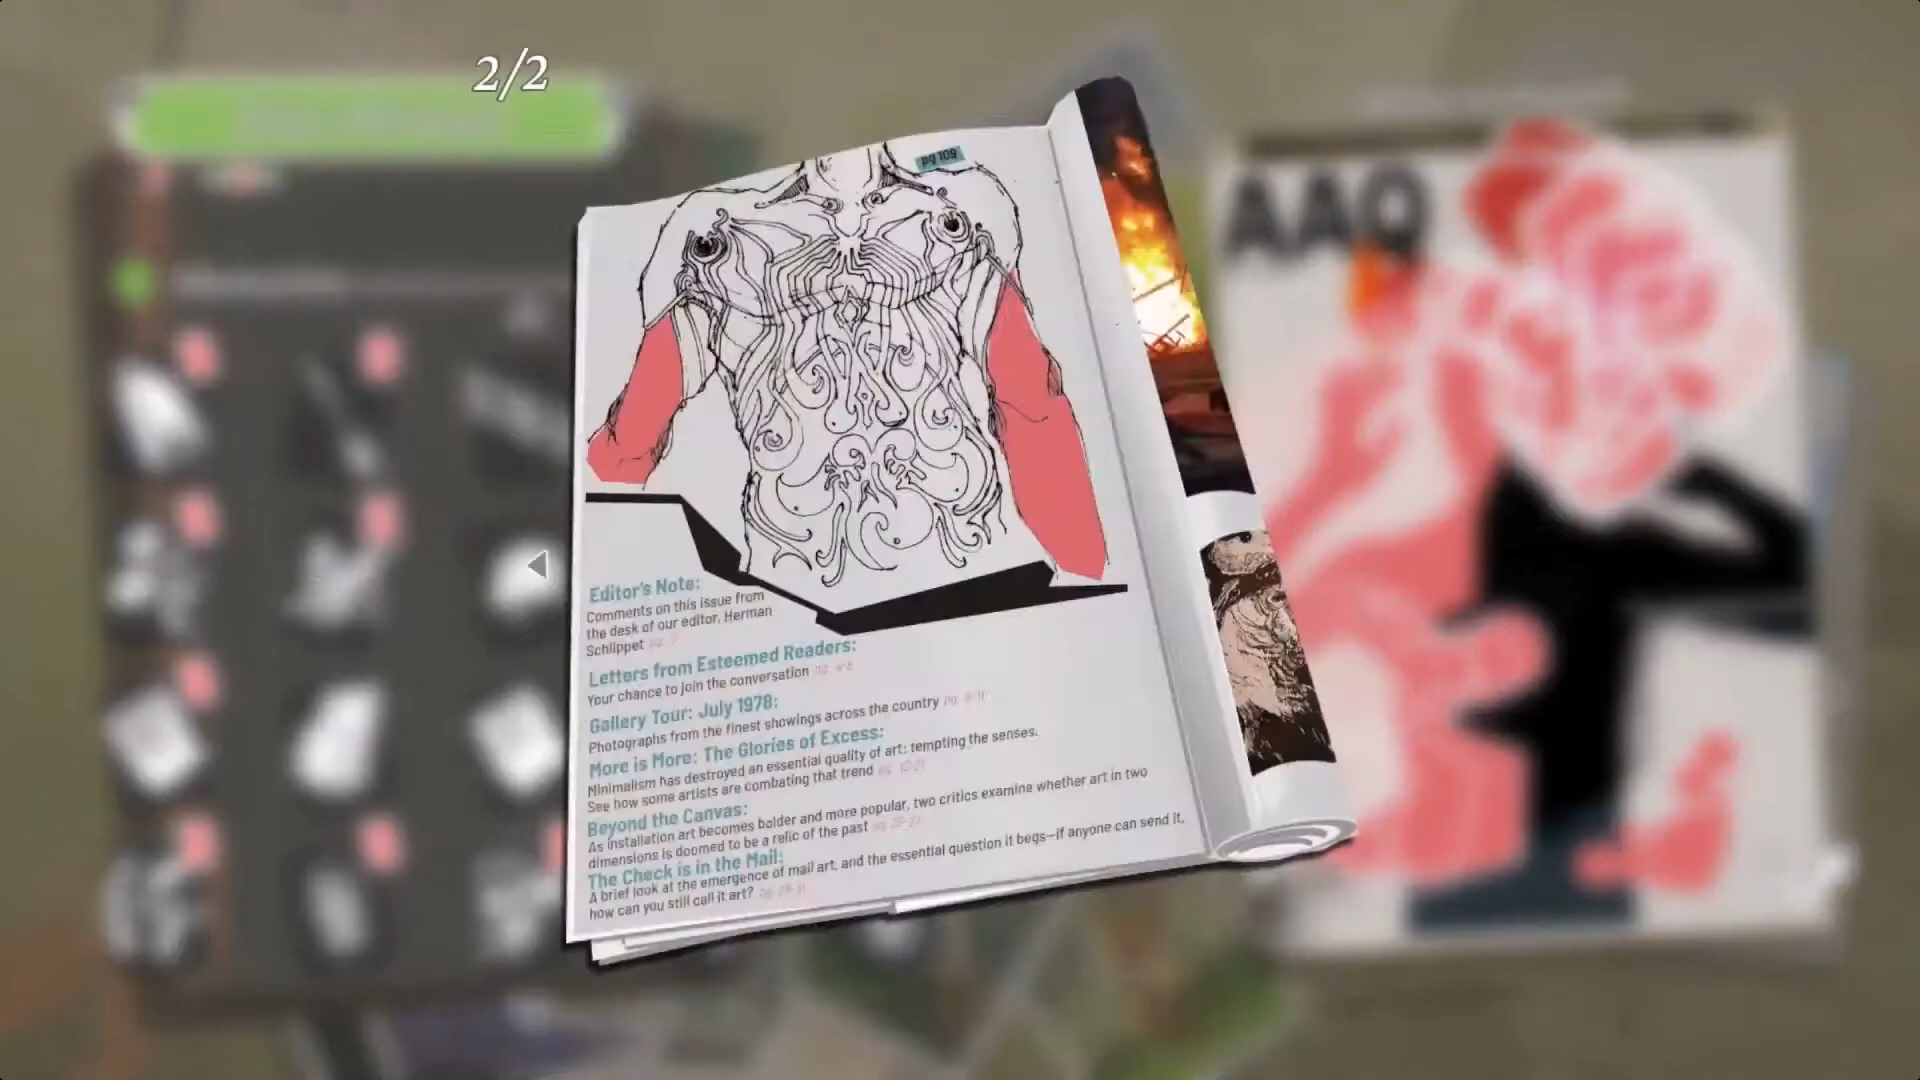 2/2
AAQ
pg 109
Editor's Note:
Comments on this issue from
the desk of our editor, Herman
Schlippet
Letters from Esteemed Readers:
Your chance to join the conversation
Gallery Tour: July 1978:
Photographs from the finest showings across the country
More is More: The Glories of Excess:
Minimalism has destroyed an essential quality of art: tempting the senses.
See how some artists are combating that trend
Beyond the Canvas:
As installation art becomes bolder and more popular, two critics examine whether art in two
dimensions is doomed to be a relic of the past
The Check is in the Mail:
A brief look at the emergence of mail art, and the essential question it begs—if anyone can send it,
how can you still call it art?